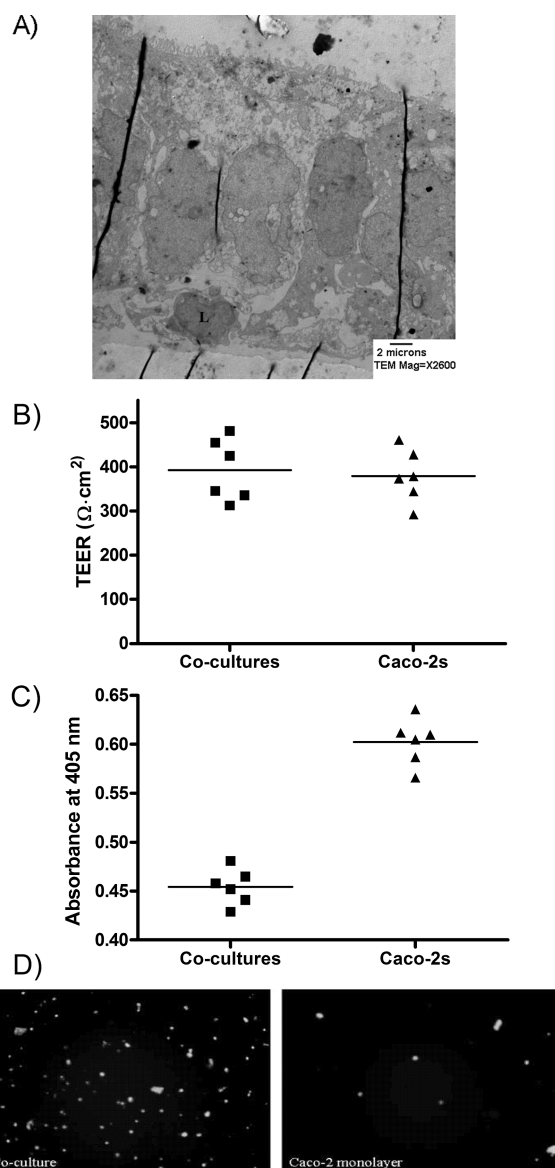 A)
L
2 microns
TEM Mag=X2600
B)
TEER (Ω·cm²)
500
400
300
200
100
0
Co-cultures
Caco-2s
C)
Absorbance at 405 nm
0.65
0.60
0.55
0.50
0.45
0.40
Co-cultures
Caco-2s
D)
o-culture
Caco-2 monolayer